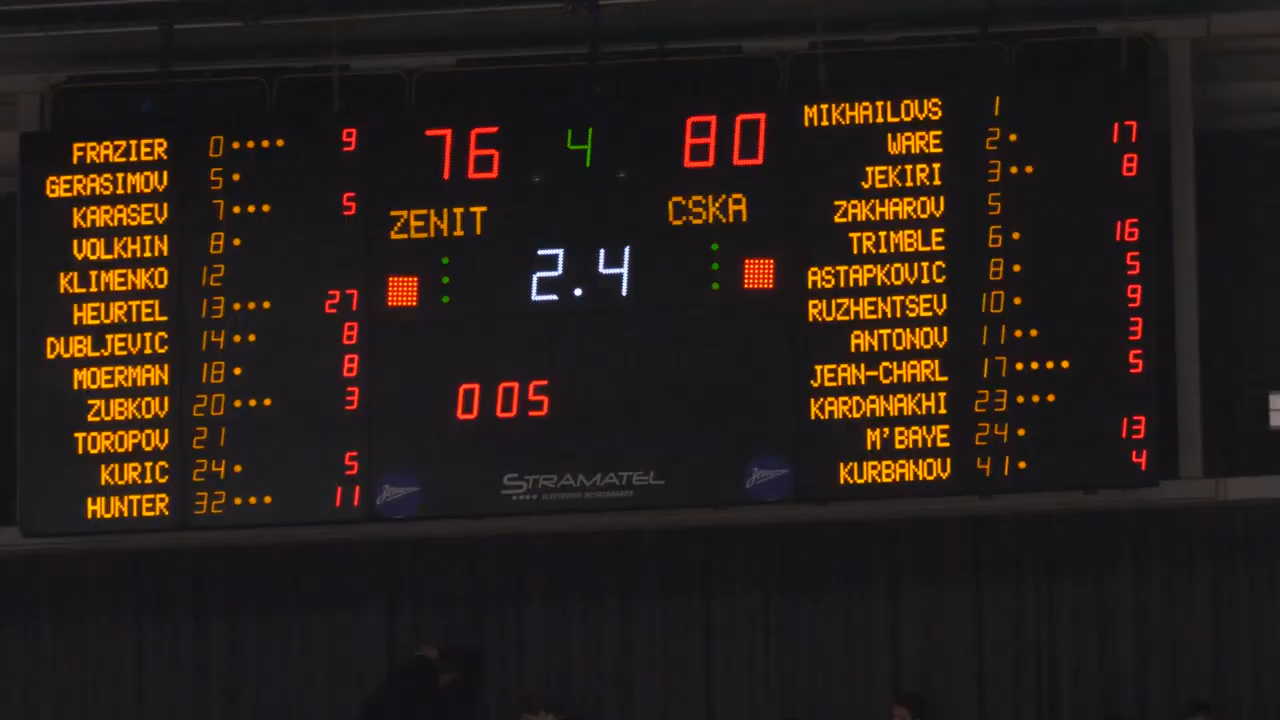 FRAZIER 0 •••• 9
GERASIMOV 5 •
KARASEV 7 ••• 5
VOLKHIN 8 •
KLIMENKO 12
HEURTEL 13 ••• 27
DUBLJEVIC 14 •• 8
MOERMAN 18 • 8
ZUBKOV 20 ••• 3
TOROPOV 21
KURIC 24 • 5
HUNTER 32 ••• 11
76 4 80
ZENIT CSKA
2.4
0 05
STRAMATEL
MIKHAILOVS 1
WARE 2 • 17
JEKIRI 3 •• 8
ZAKHAROV 5
TRIMBLE 6 • 16
ASTAPKOVIC 8 • 5
RUZHENTSEV 10 • 9
ANTONOV 11 •• 3
JEAN-CHARL 17 •••• 5
KARDANAKHI 23 •••
M'BAYE 24 • 13
KURBANOV 41 • 4